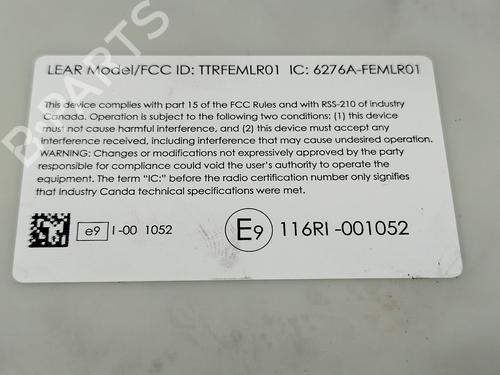 LEAR Model/FCC ID: TTRFEMLR01 IC: 6276A-FEMLR01
This device complies with part 15 of the FCC Rules and with RSS-210 of industry
Canada. Operation is subject to the following two conditions: (1) this device
must not cause harmful interference, and (2) this device must accept any
interference received, including interference that may cause undesired operation.
WARNING: Changes or modifications not expressively approved by the party
responsible for compliance could void the user's authority to operate the
equipment. The term "IC:" before the radio certification number only signifies
that Industry Canda technical specifications were met.
e9 I-00 1052 E9 116RI -001052
B-PARTS